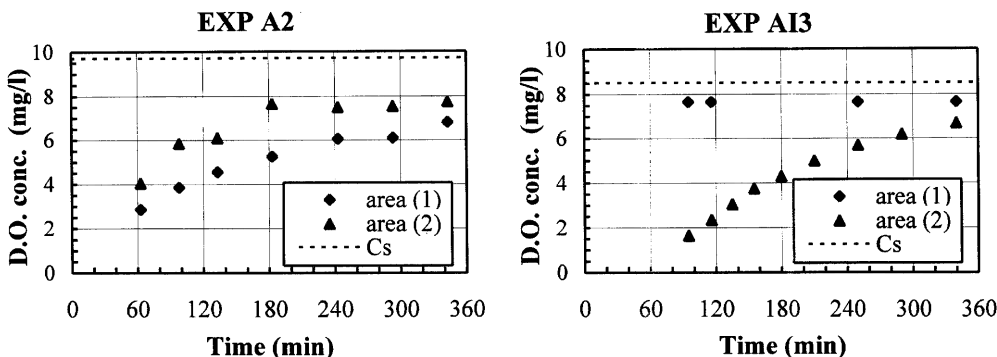 EXP A2
10
8
6
4
2
0
D.O. conc. (mg/l)
area (1)
area (2)
Cs
0 60 120 180 240 300 360
Time (min)
EXP AI3
10
8
6
4
2
0
D.O. conc. (mg/l)
area (1)
area (2)
Cs
0 60 120 180 240 300 360
Time (min)